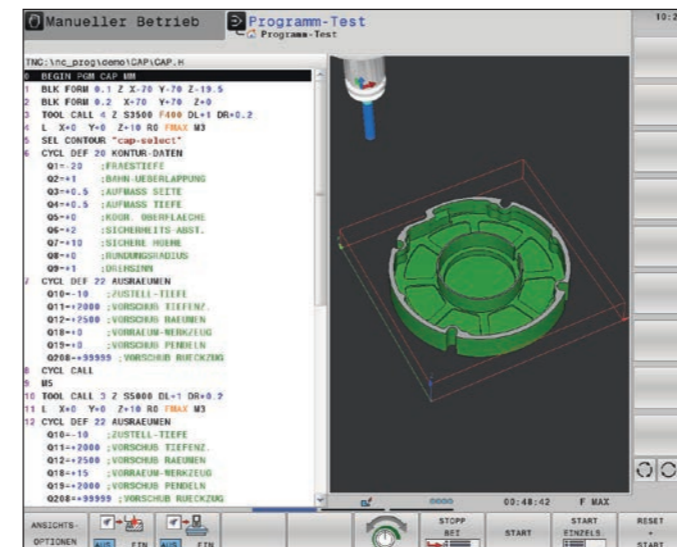 Manueller Betrieb
Programm-Test
Programm-Test
10:2
TNC:\nc_prog\demo\CAP\CAP.H
0 BEGIN PGM CAP MM
1 BLK FORM 0.1 Z X-70 Y-70 Z-19.5
2 BLK FORM 0.2 X+70 Y+70 Z+0
3 TOOL CALL 4 Z S3500 F400 DL+1 DR+0.2
4 L X+0 Y+0 Z+10 R0 FMAX M3
5 SEL CONTOUR "cap-select"
6 CYCL DEF 20 KONTUR-DATEN
Q1=-20 ;FRAESTIEFE
Q2=+1 ;BAHN-UEBERLAPPUNG
Q3=+0.5 ;AUFMASS SEITE
Q4=+0.5 ;AUFMASS TIEFE
Q5=+0 ;KOOR. OBERFLAECHE
Q6=+2 ;SICHERHEITS-ABST.
Q7=+10 ;SICHERE HOEHE
Q8=+0 ;RUNDUNGSRADIUS
Q9=+1 ;DREHSINN
7 CYCL DEF 22 AUSRAEUMEN
Q10=-10 ;ZUSTELL-TIEFE
Q11=+2000 ;VORSCHUB TIEFENZ.
Q12=+2500 ;VORSCHUB RAEUMEN
Q18=+0 ;VORRAEUM-WERKZEUG
Q19=+0 ;VORSCHUB PENDELN
Q208=+99999 ;VORSCHUB RUECKZUG
8 CYCL CALL
9 M5
10 TOOL CALL 3 Z S5000 DL+1 DR+0.2
11 L X+0 Y+0 Z+10 R0 FMAX M3
12 CYCL DEF 22 AUSRAEUMEN
Q10=-10 ;ZUSTELL-TIEFE
Q11=+2000 ;VORSCHUB TIEFENZ.
Q12=+2500 ;VORSCHUB RAEUMEN
Q18=+15 ;VORRAEUM-WERKZEUG
Q19=+2000 ;VORSCHUB PENDELN
Q208=+99999 ;VORSCHUB RUECKZUG
00:48:42 F MAX
ANSICHTS-
OPTIONEN
AUS EIN
AUS EIN
STOPP
BEI
START
START
EINZELS.
RESET
+
START